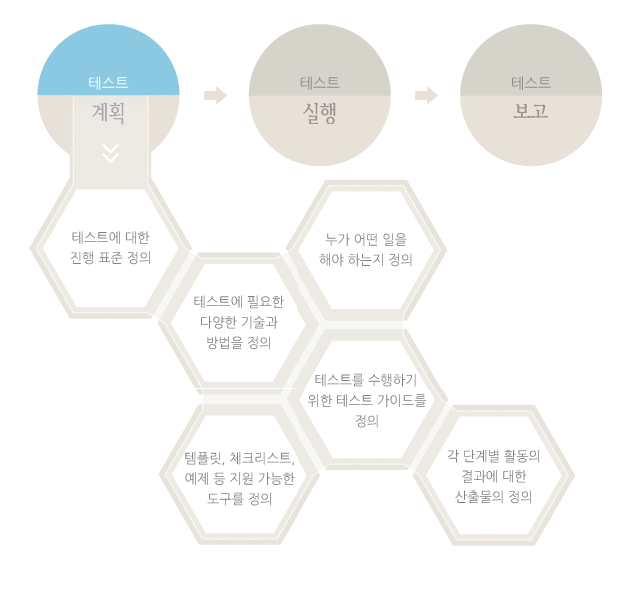 테스트
계획
테스트
실행
테스트
보고
테스트에 대한
진행 표준 정의
누가 어떤 일을
해야 하는지 정의
테스트에 필요한
다양한 기술과
방법을 정의
테스트를 수행하기
위한 테스트 가이드를
정의
템플릿, 체크리스트,
예제 등 지원 가능한
도구를 정의
각 단계별 활동의
결과에 대한
산출물의 정의